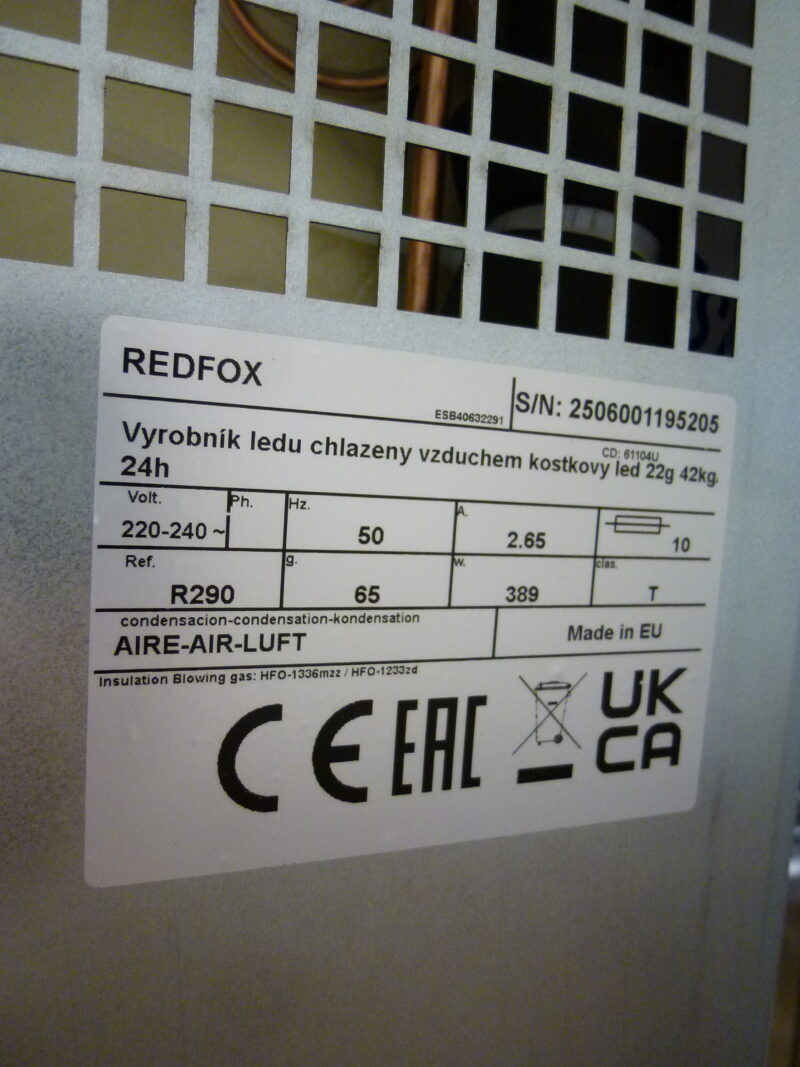 REDFOX
ESB40632291
S/N: 2506001195205
CD: 61104U
Vyrobník ledu chlazeny vzduchem kostkovy led 22g 42kg.
24h
Volt. Ph. Hz. A.
220-240 ~ 50 2.65 10
Ref. g. w. clas.
R290 65 389 T
condensacion-condensation-kondensation
AIRE-AIR-LUFT Made in EU
Insulation Blowing gas: HFO-1336mzz / HFO-1233zd
CE EAC UK
CA